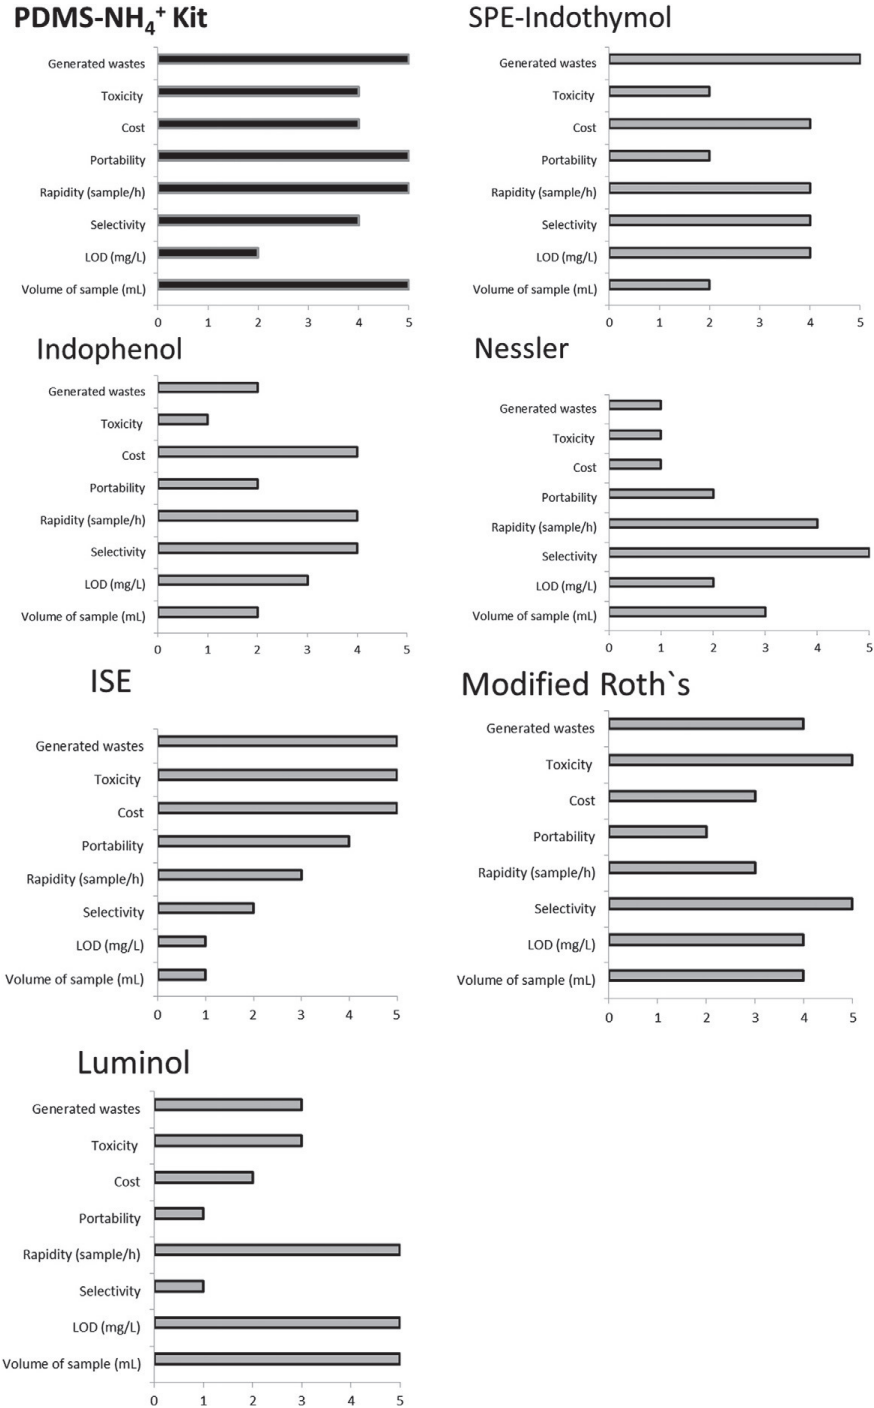 PDMS-NH4+ Kit
Generated wastes
Toxicity
Cost
Portability
Rapidity (sample/h)
Selectivity
LOD (mg/L)
Volume of sample (mL)
0 1 2 3 4 5
SPE-Indothymol
Generated wastes
Toxicity
Cost
Portability
Rapidity (sample/h)
Selectivity
LOD (mg/L)
Volume of sample (mL)
0 1 2 3 4 5
Indophenol
Generated wastes
Toxicity
Cost
Portability
Rapidity (sample/h)
Selectivity
LOD (mg/L)
Volume of sample (mL)
0 1 2 3 4 5
Nessler
Generated wastes
Toxicity
Cost
Portability
Rapidity (sample/h)
Selectivity
LOD (mg/L)
Volume of sample (mL)
0 1 2 3 4 5
ISE
Generated wastes
Toxicity
Cost
Portability
Rapidity (sample/h)
Selectivity
LOD (mg/L)
Volume of sample (mL)
0 1 2 3 4 5
Modified Roth`s
Generated wastes
Toxicity
Cost
Portability
Rapidity (sample/h)
Selectivity
LOD (mg/L)
Volume of sample (mL)
0 1 2 3 4 5
Luminol
Generated wastes
Toxicity
Cost
Portability
Rapidity (sample/h)
Selectivity
LOD (mg/L)
Volume of sample (mL)
0 1 2 3 4 5